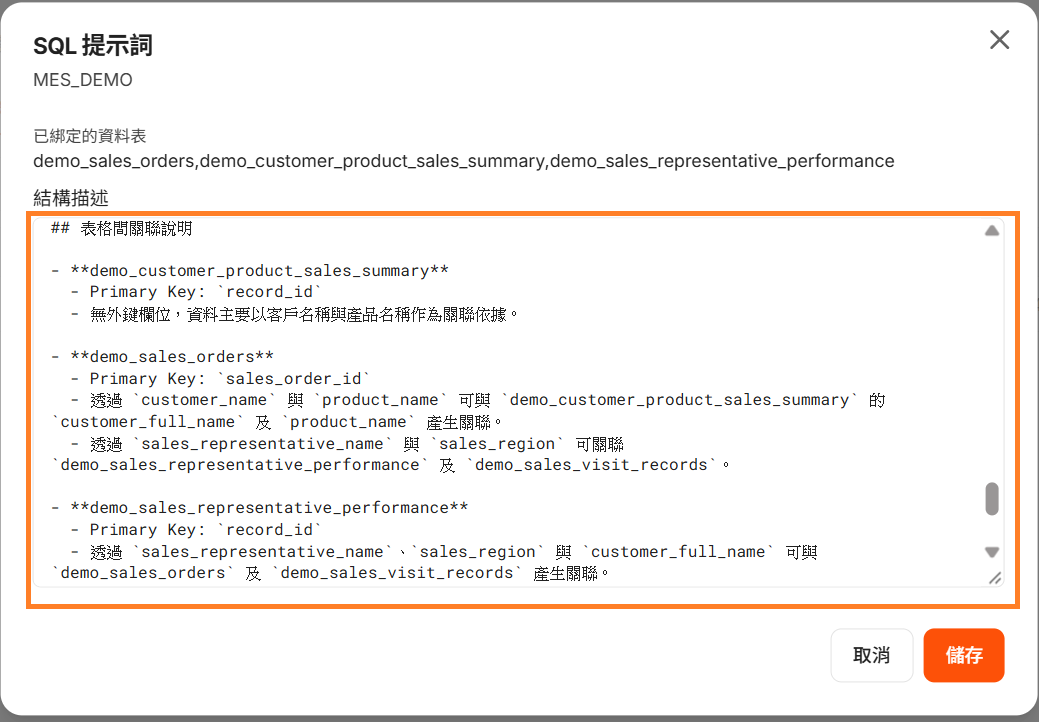 SQL 提示詞
MES_DEMO
已綁定的資料表
demo_sales_orders,demo_customer_product_sales_summary,demo_sales_representative_performance
結構描述
## 表格間關聯說明
- **demo_customer_product_sales_summary**
- Primary Key: `record_id`
- 無外鍵欄位，資料主要以客戶名稱與產品名稱作為關聯依據。
- **demo_sales_orders**
- Primary Key: `sales_order_id`
- 透過 `customer_name` 與 `product_name` 可與 `demo_customer_product_sales_summary` 的
`customer_full_name` 及 `product_name` 產生關聯。
- 透過 `sales_representative_name` 與 `sales_region` 可關聯
`demo_sales_representative_performance` 及 `demo_sales_visit_records`。
- **demo_sales_representative_performance**
- Primary Key: `record_id`
- 透過 `sales_representative_name`、`sales_region` 與 `customer_full_name` 可與
`demo_sales_orders` 及 `demo_sales_visit_records` 產生關聯。
取消
儲存